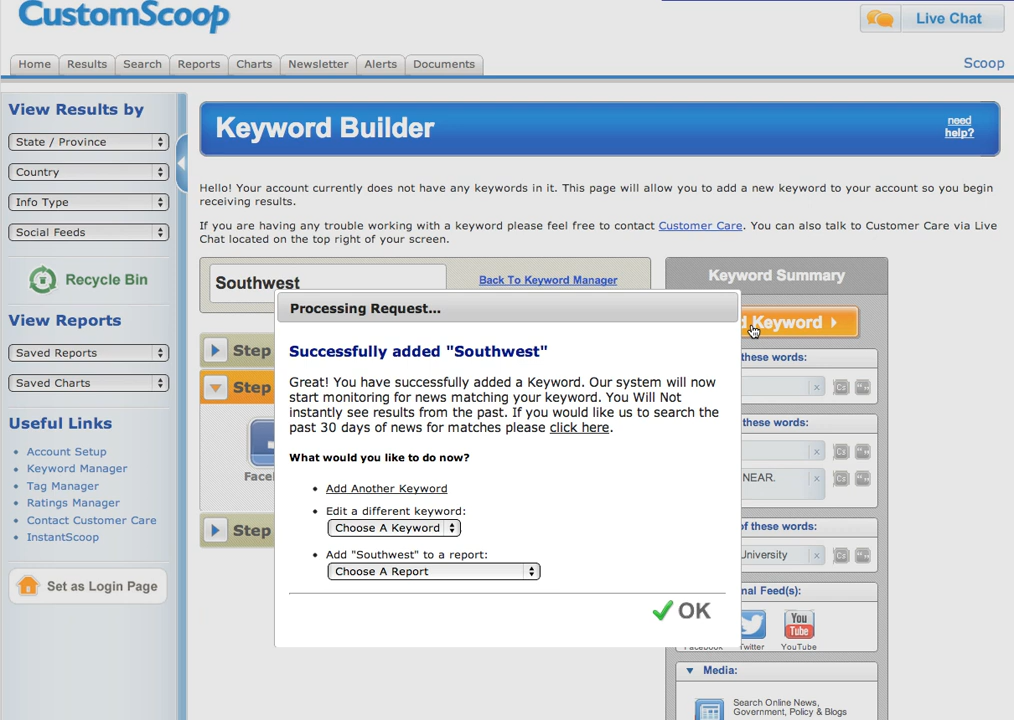 CustomScoop
Live Chat
Home
Results
Search
Reports
Charts
Newsletter
Alerts
Documents
Scoop
View Results by
State / Province
Country
Info Type
Social Feeds
Recycle Bin
View Reports
Saved Reports
Saved Charts
Useful Links
Account Setup
Keyword Manager
Tag Manager
Ratings Manager
Contact Customer Care
InstantScoop
Set as Login Page
Keyword Builder
need
help?
Hello! Your account currently does not have any keywords in it. This page will allow you to add a new keyword to your account so you begin
receiving results.
If you are having any trouble working with a keyword please feel free to contact Customer Care. You can also talk to Customer Care via Live
Chat located on the top right of your screen.
Southwest
Back To Keyword Manager
Step
Step
Step
Processing Request...
Successfully added "Southwest"
Great! You have successfully added a Keyword. Our system will now
start monitoring for news matching your keyword. You Will Not
instantly see results from the past. If you would like us to search the
past 30 days of news for matches please click here.
What would you like to do now?
• Add Another Keyword
• Edit a different keyword:
Choose A Keyword
• Add "Southwest" to a report:
Choose A Report
OK
Keyword Summary
Keyword
these words:
x
Cs
these words:
x
Cs
NEAR.
x
Cs
of these words:
University
x
Cs
Feed(s):
You
Tube
YouTube
Media:
Search Online News,
Government, Policy & Blogs